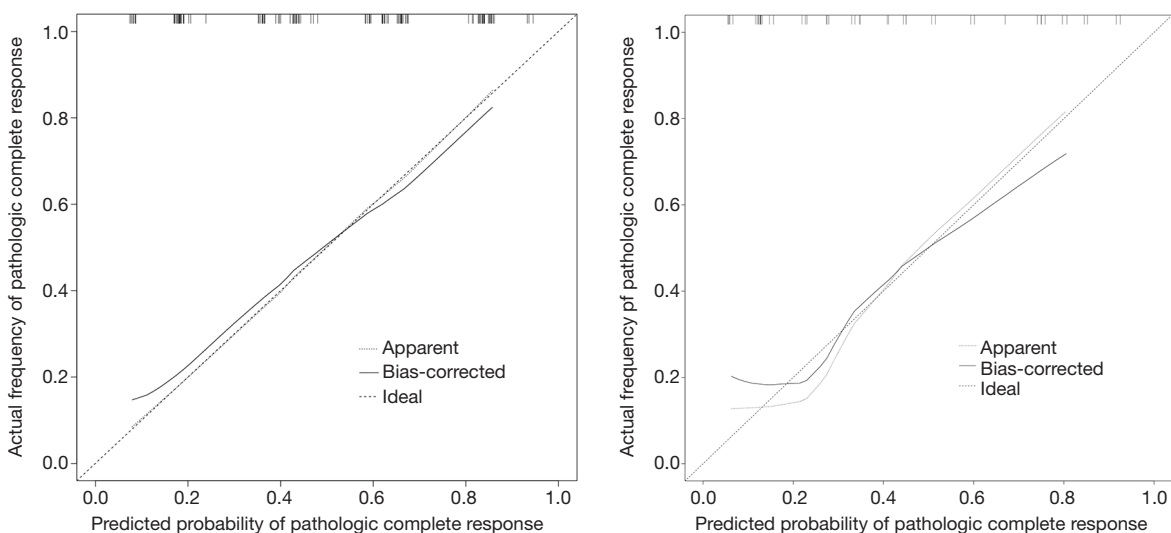 Actual frequency of pathologic complete response
1.0
0.8
0.6
0.4
0.2
0.0
Apparent
Bias-corrected
Ideal
0.0 0.2 0.4 0.6 0.8 1.0
Predicted probability of pathologic complete response
Actual frequency pf pathologic complete response
1.0
0.8
0.6
0.4
0.2
0.0
Apparent
Bias-corrected
Ideal
0.0 0.2 0.4 0.6 0.8 1.0
Predicted probability of pathologic complete response